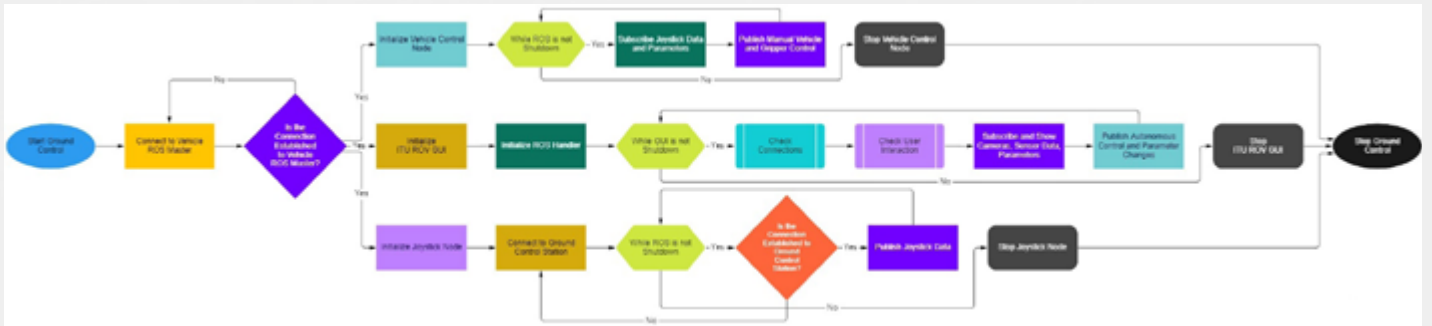 Initialize Vehicle Control
Node
While ROS is not
Shutdown
Yes
Subscribe Joystick Data
and Parameters
Publish Manual Vehicle
and Gripper Control
Stop Vehicle Control
Node
No
No
Yes
Start Ground
Control
Connect to Vehicle
ROS Master
Is the
Connection
Established
to Vehicle
ROS Master?
Yes
Initialize
ITU ROV GUI
Initialize ROS Handler
While GUI is not
Shutdown
Yes
Check
Connections
Check User
Interaction
Subscribe and Show
Cameras, Sensor Data,
Parameters
Publish Autonomous
Control and Parameter
Changes
Stop
ITU ROV GUI
Stop Ground
Control
No
Yes
Initialize Joystick Node
Connect to Ground
Control Station
While ROS is not
Shutdown
Yes
Is the
Connection
Established to
Ground
Control
Station?
Yes
Publish Joystick Data
Stop Joystick Node
No
No